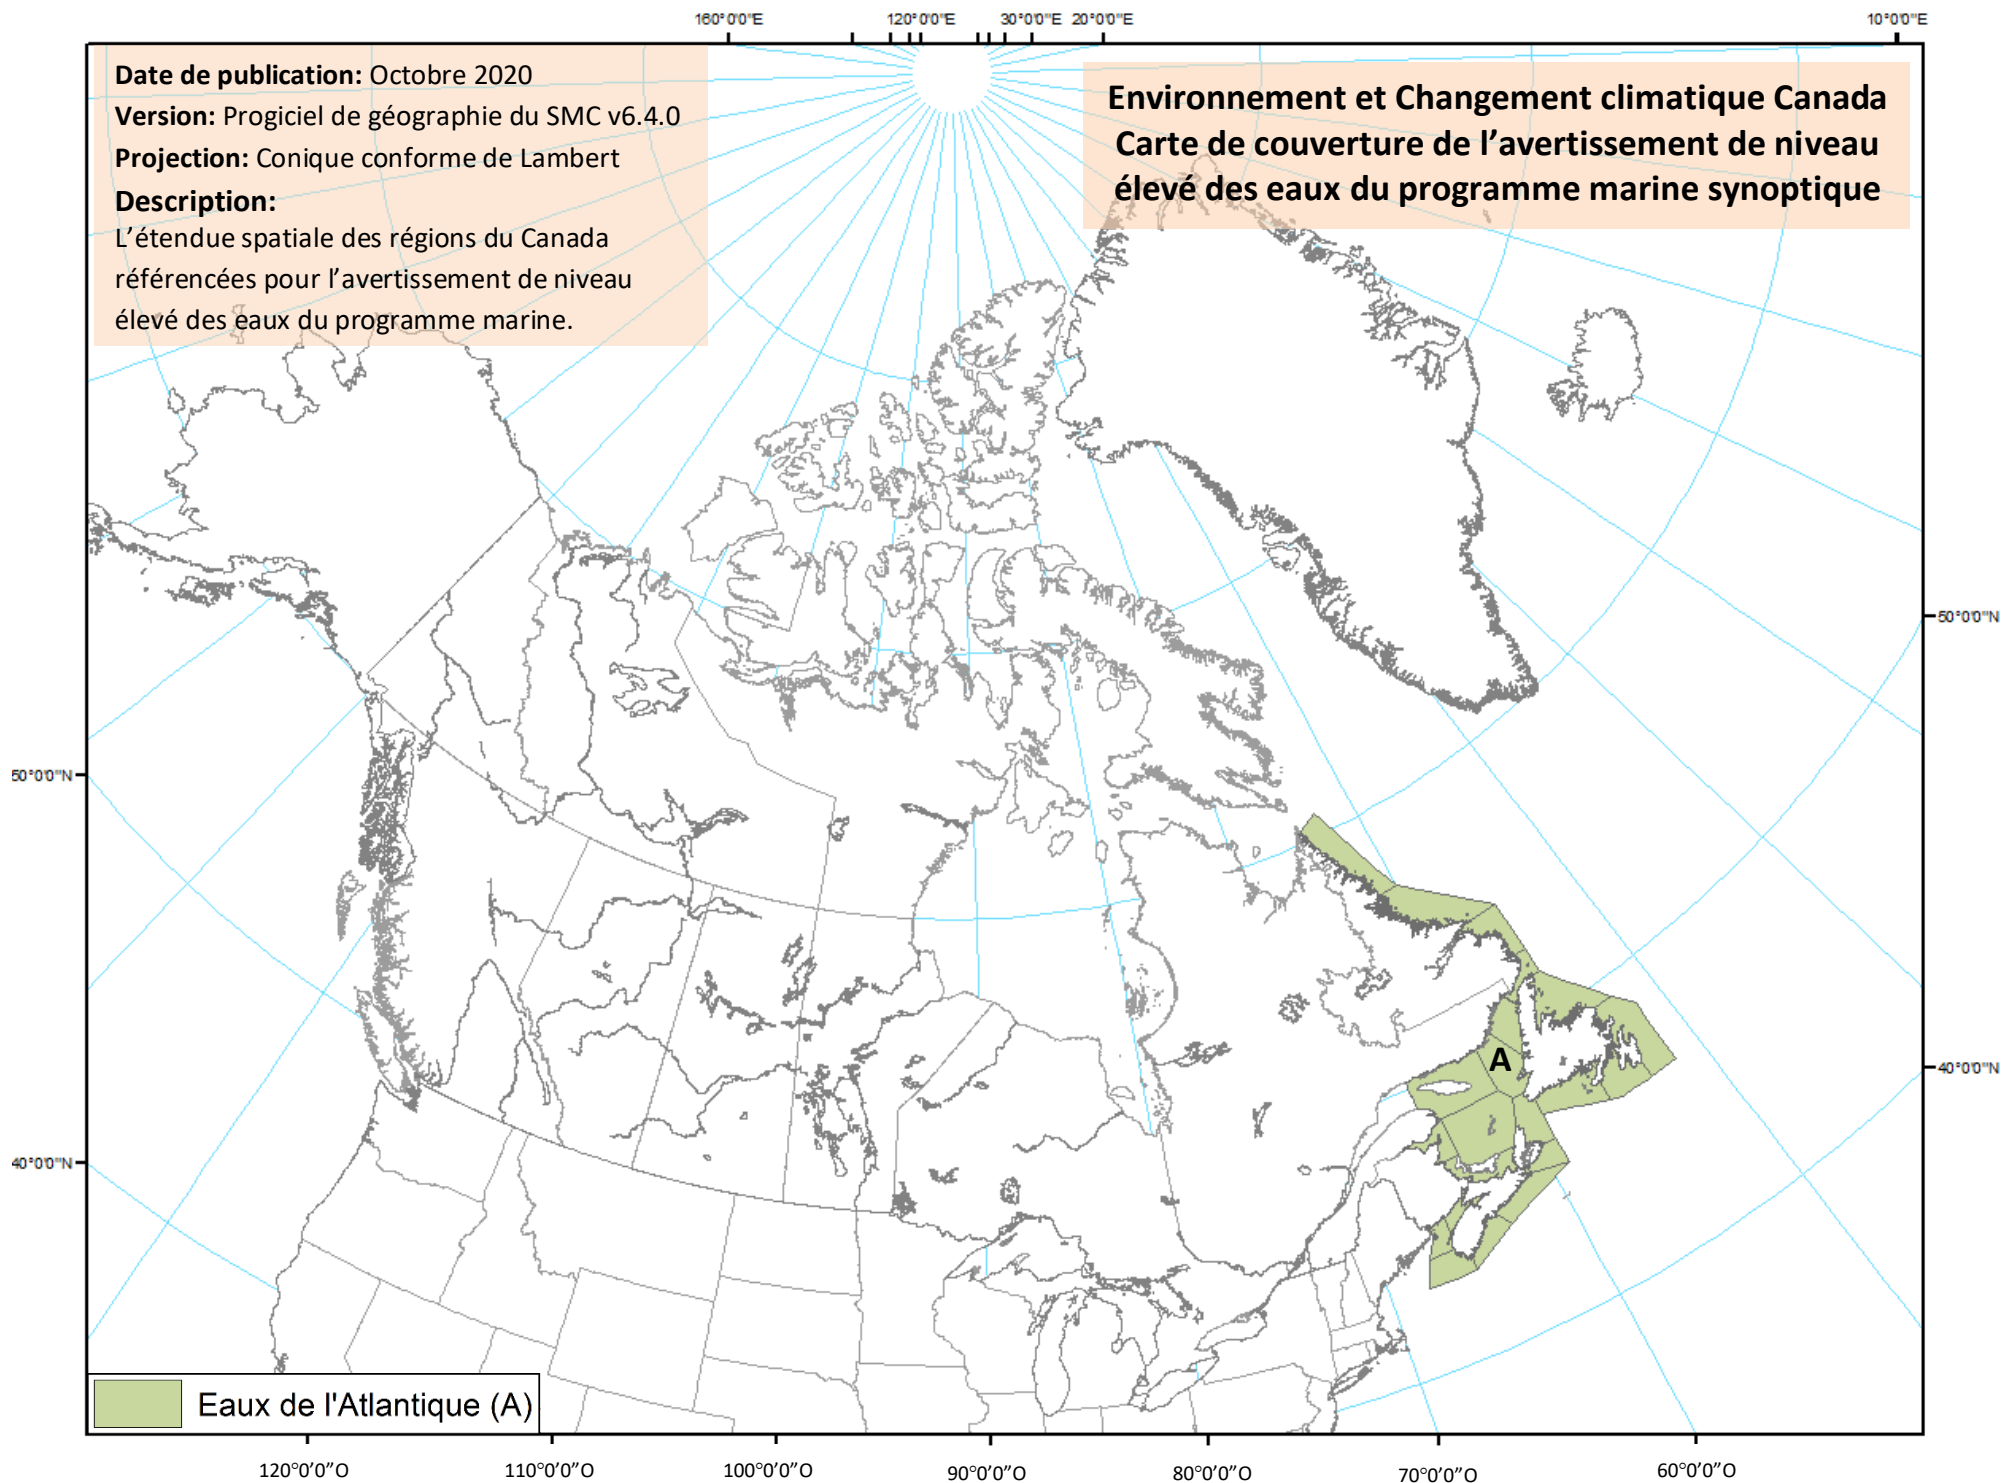 160°0'0"E 120°0'0"E 30°0'0"E 20°0'0"E 10°0'0"E
Date de publication: Octobre 2020
Version: Progiciel de géographie du SMC v6.4.0
Projection: Conique conforme de Lambert
Description:
L'étendue spatiale des régions du Canada
référencées pour l'avertissement de niveau
élevé des eaux du programme marine.
Environnement et Changement climatique Canada
Carte de couverture de l'avertissement de niveau
élevé des eaux du programme marine synoptique
50°0'0"N
50°0'0"N
A
40°0'0"N
40°0'0"N
Eaux de l'Atlantique (A)
120°0'0"O 110°0'0"O 100°0'0"O 90°0'0"O 80°0'0"O 70°0'0"O 60°0'0"O